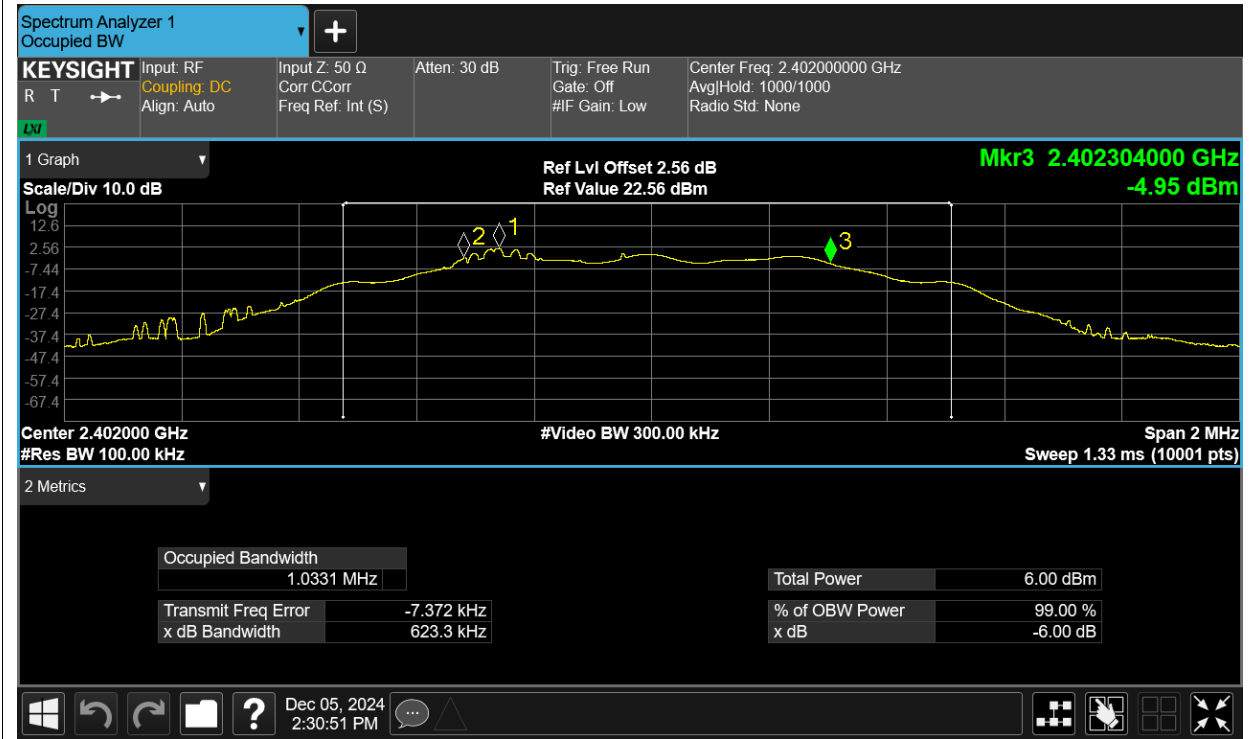 Spectrum Analyzer 1
Occupied BW
KEYSIGHT
R T
LXI
Input: RF
Coupling: DC
Align: Auto
Input Z: 50 Ω
Corr CCorr
Freq Ref: Int (S)
Atten: 30 dB
Trig: Free Run
Gate: Off
#IF Gain: Low
Center Freq: 2.402000000 GHz
Avg|Hold: 1000/1000
Radio Std: None
1 Graph
Scale/Div 10.0 dB
Ref Lvl Offset 2.56 dB
Ref Value 22.56 dBm
Mkr3 2.402304000 GHz
-4.95 dBm
Log
12.6
2.56
-7.44
-17.4
-27.4
-37.4
-47.4
-57.4
-67.4
2 1
3
Center 2.402000 GHz
#Video BW 300.00 kHz
Span 2 MHz
#Res BW 100.00 kHz
Sweep 1.33 ms (10001 pts)
2 Metrics
Occupied Bandwidth
1.0331 MHz
Total Power 6.00 dBm
Transmit Freq Error -7.372 kHz
% of OBW Power 99.00 %
x dB Bandwidth 623.3 kHz
x dB -6.00 dB
?
Dec 05, 2024
2:30:51 PM